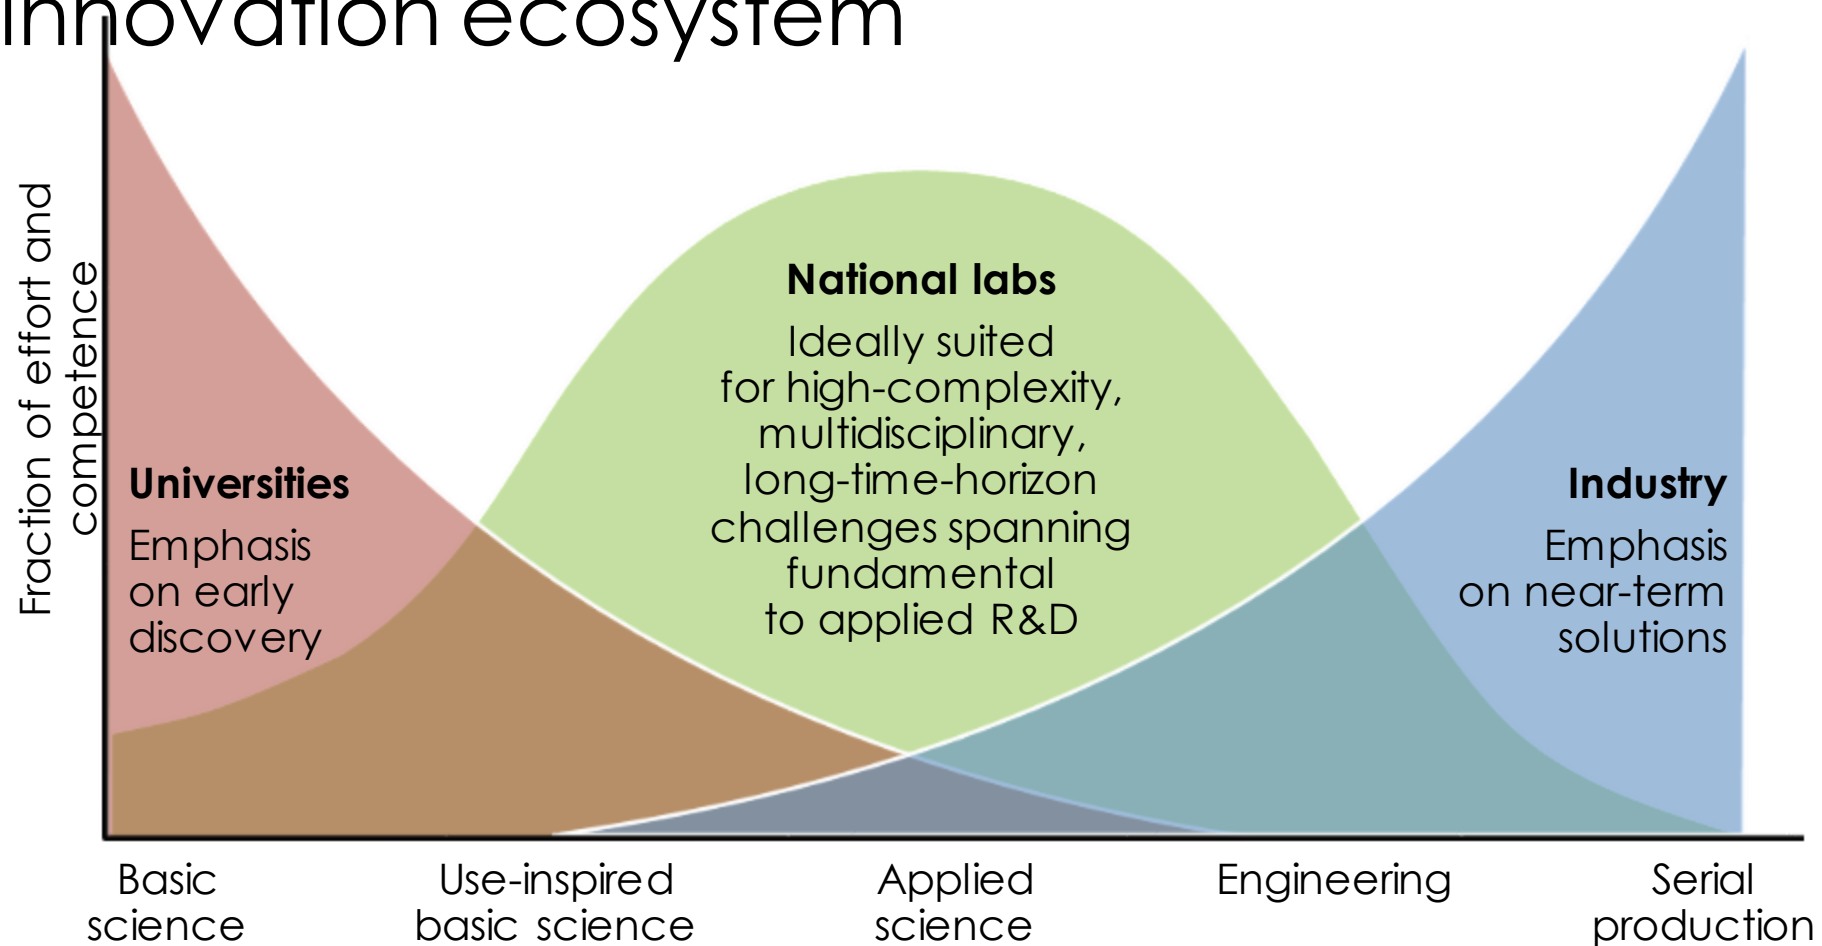 innovation ecosystem
Fraction of effort and
competence
National labs
Ideally suited
for high-complexity,
multidisciplinary,
long-time-horizon
challenges spanning
fundamental
to applied R&D
Universities
Emphasis
on early
discovery
Industry
Emphasis
on near-term
solutions
Basic
science
Use-inspired
basic science
Applied
science
Engineering
Serial
production